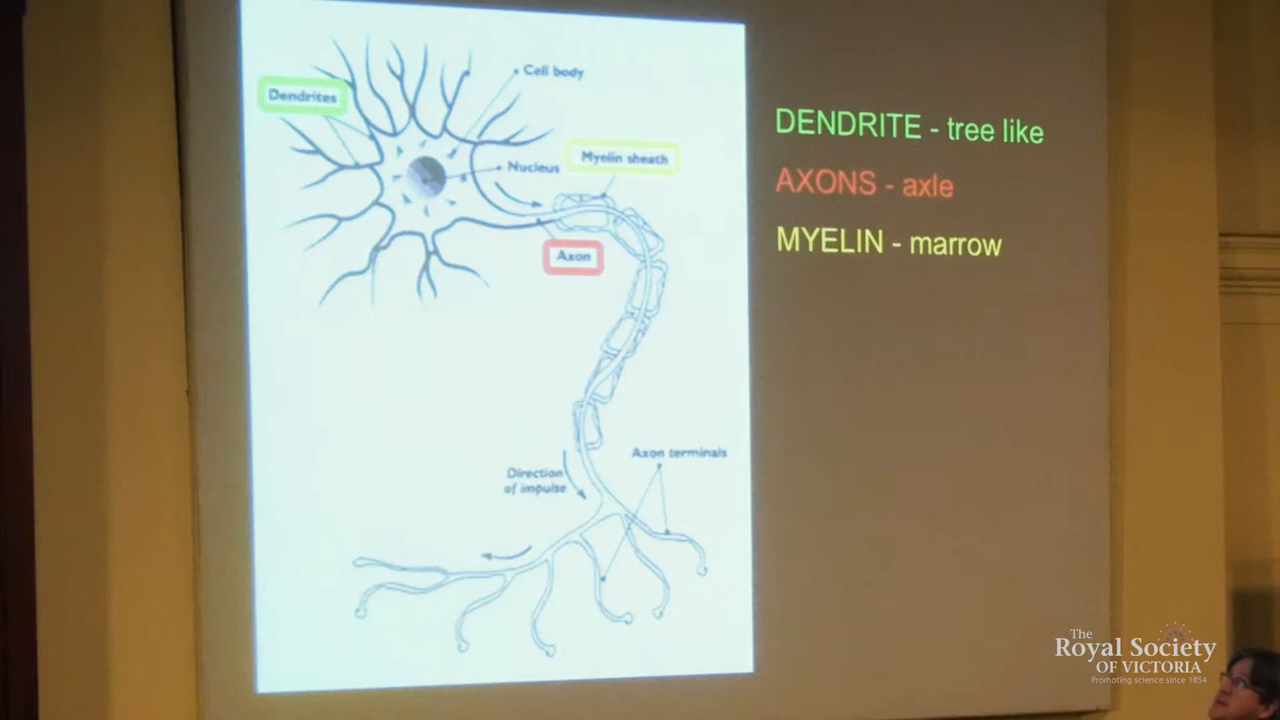 Cell body
Dendrites
Nucleus
Myelin sheath
Axon
Axon terminals
Direction
of impulse
DENDRITE - tree like
AXONS - axle
MYELIN - marrow
The
Royal Society
OF VICTORIA
Promoting science since 1854